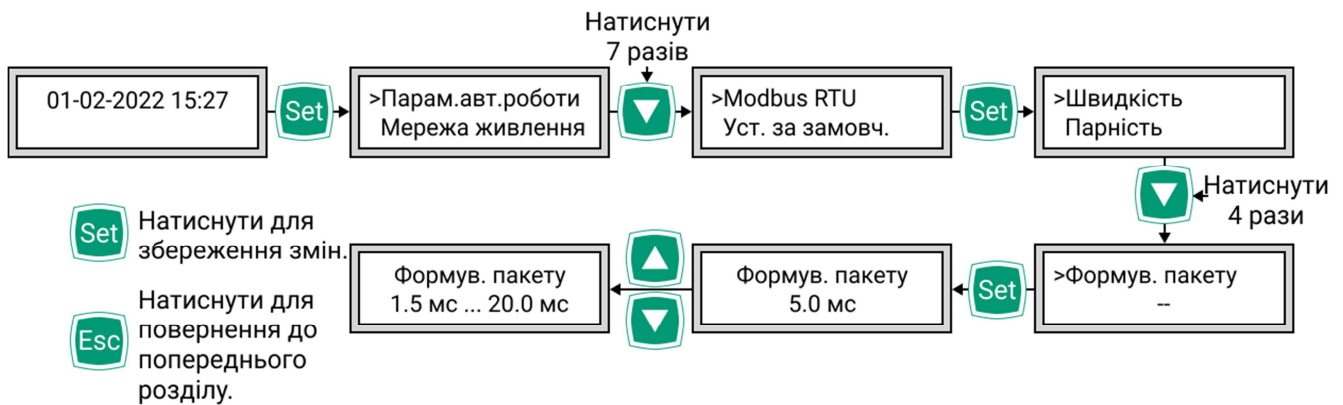 Натиснути
7 разів
01-02-2022 15:27
Set
>Парам.авт.роботи
Мережа живлення
>Modbus RTU
Уст. за замовч.
Set
>Швидкість
Парність
Натиснути
4 рази
>Формув. пакету
--
Set
Формув. пакету
5.0 мс
Формув. пакету
1.5 мс ... 20.0 мс
Set
Натиснути для
збереження змін.
Esc
Натиснути для
повернення до
попереднього
розділу.